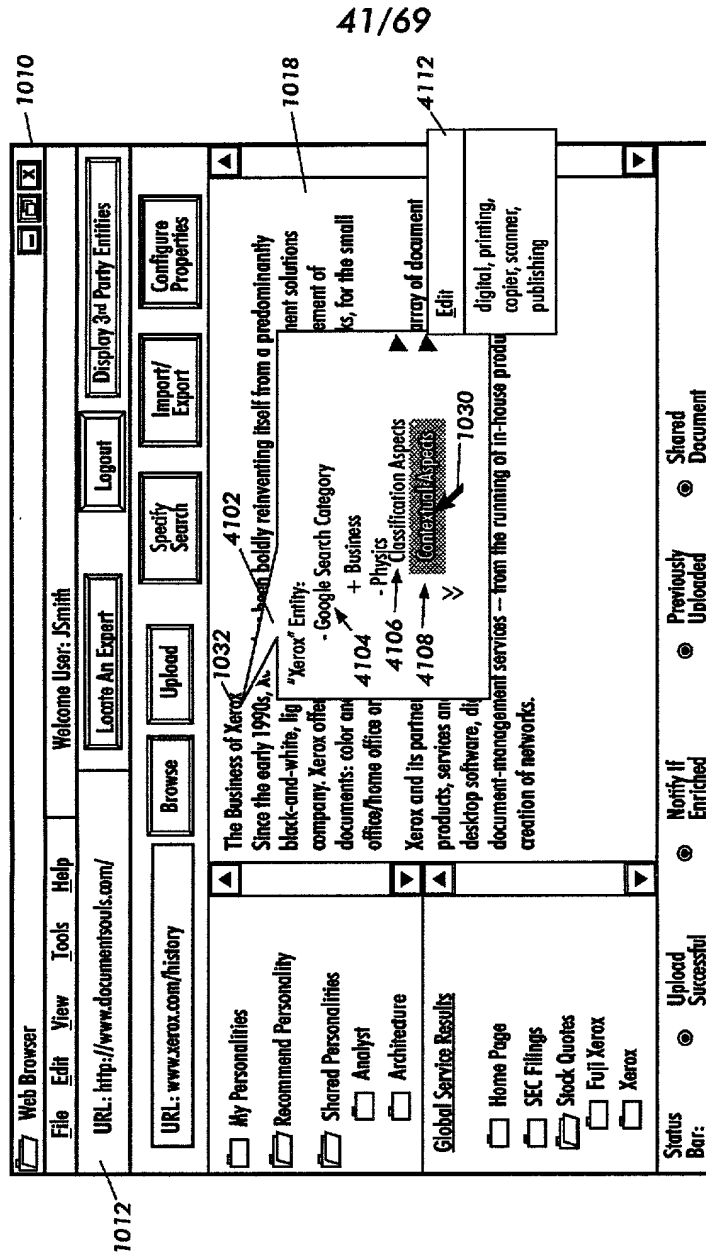 41/69
1010
Web Browser
File Edit View Tools Help
Welcome User: JSmith
1012
URL: http://www.documentsouls.com/
Locate An Expert
Logout
Display 3rd Party Entities
URL: www.xerox.com/history
Browse
Upload
Specify
Search
Import/
Export
Configure
Properties
My Personalities
Recommend Personality
Shared Personalities
Analyst
Architecture
Global Service Results
Home Page
SEC Filings
Stock Quotes
Fuji Xerox
Xerox
1032
4102
1018
The Business of Xerox
Since the early 1990s, been boldly reinventing itself from a predominantly
black-and-white, lig ment solutions
company. Xerox offe ement of
documents: color and ks, for the small
office/home office or
Xerox and its partner array of document
products, services and
desktop software, dig
document-management services – from the running of in-house produ
creation of networks.
"Xerox" Entity:
- Google Search Category
4104
+ Business
- Physics
4106
Classification Aspects
4108
Contextual Aspects
1030
4112
Edit
digital, printing,
copier, scanner,
publishing
Status
Bar:
Upload
Successful
Notify If
Enriched
Previously
Uploaded
Shared
Document